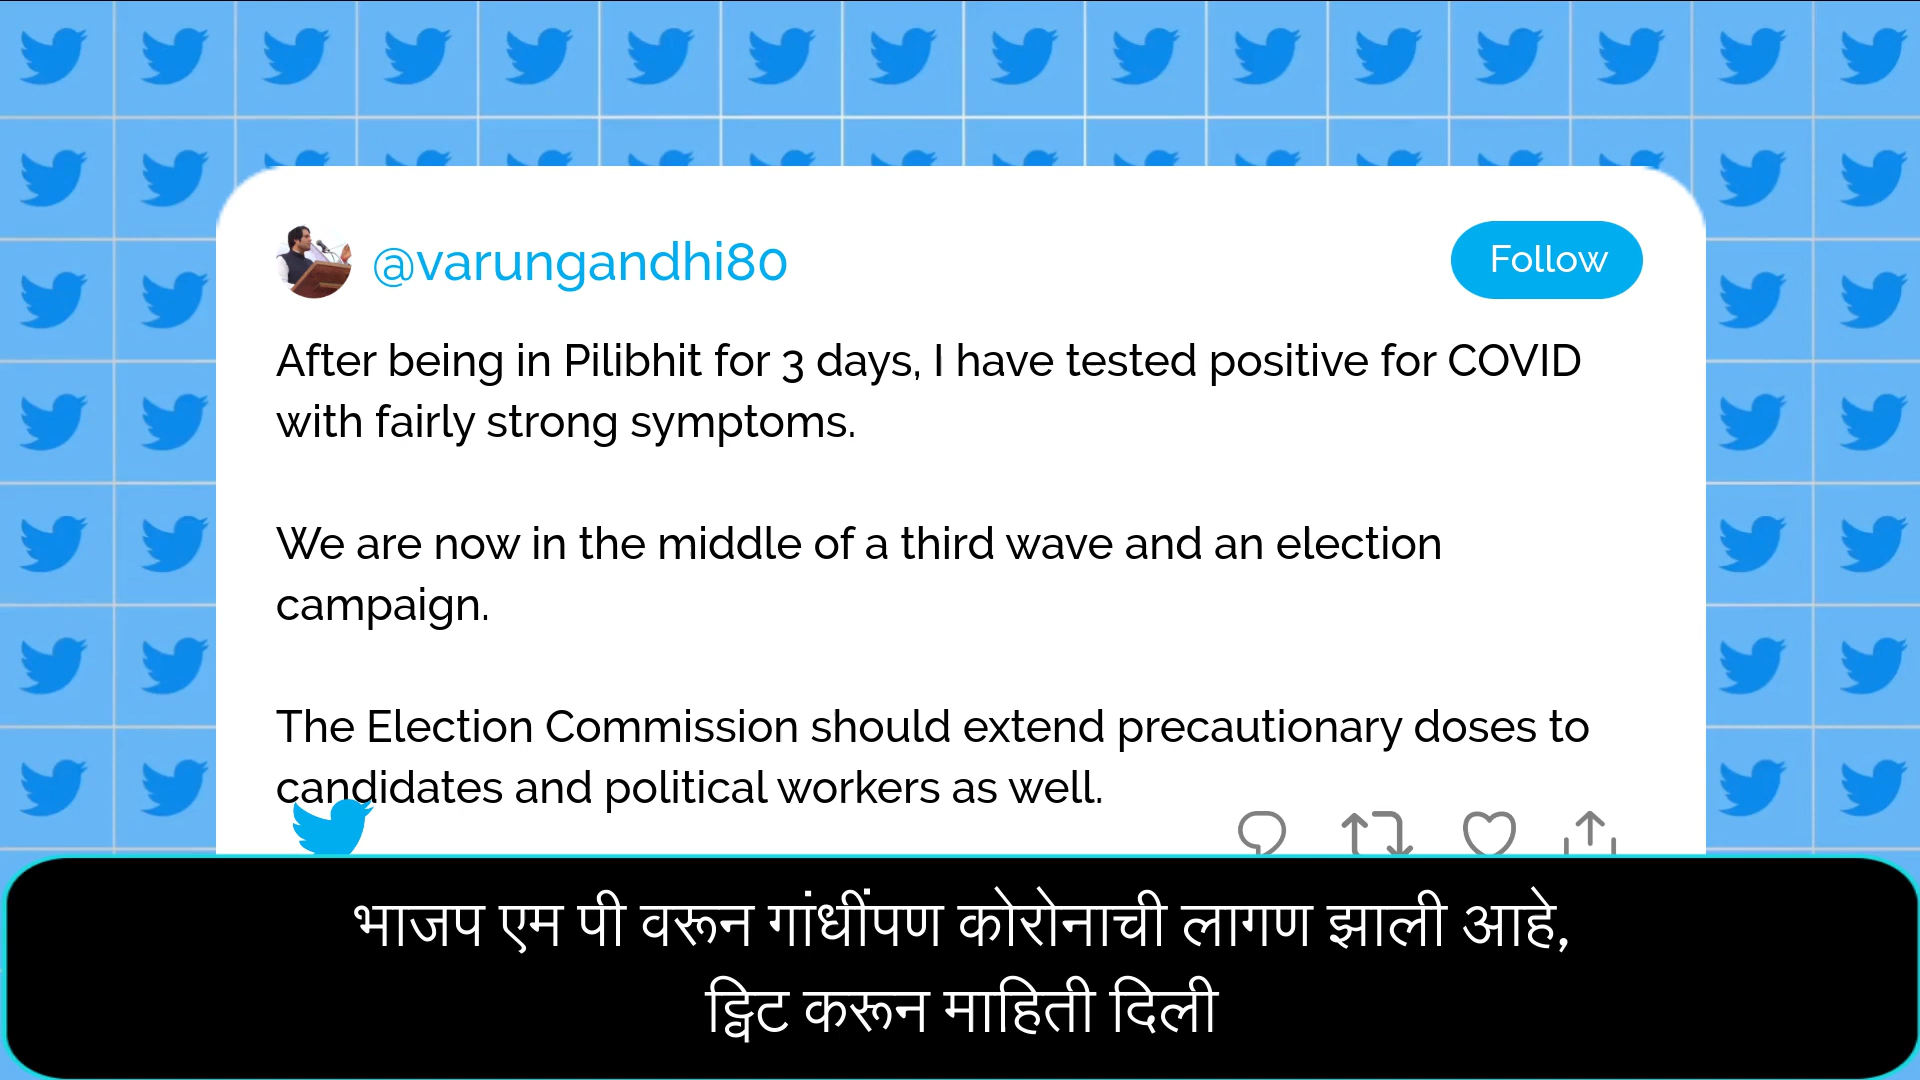 @varungandhi80
Follow
After being in Pilibhit for 3 days, I have tested positive for COVID
with fairly strong symptoms.
We are now in the middle of a third wave and an election
campaign.
The Election Commission should extend precautionary doses to
candidates and political workers as well.
भाजप एम पी वरून गांधींपण कोरोनाची लागण झाली आहे,
ट्विट करून माहिती दिली